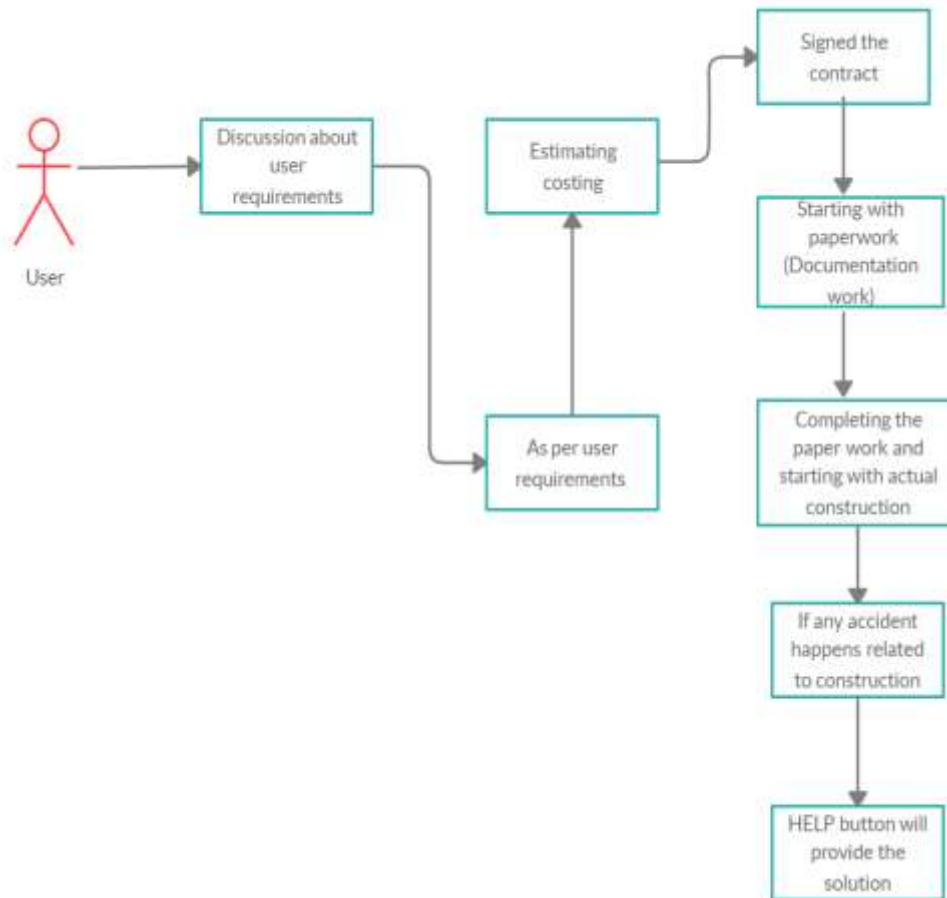 User
Discussion about
user
requirements
As per user
requirements
Estimating
costing
Signed the
contract
Starting with
paperwork
(Documentation
work)
Completing the
paper work and
starting with actual
construction
If any accident
happens related
to construction
HELP button will
provide the
solution